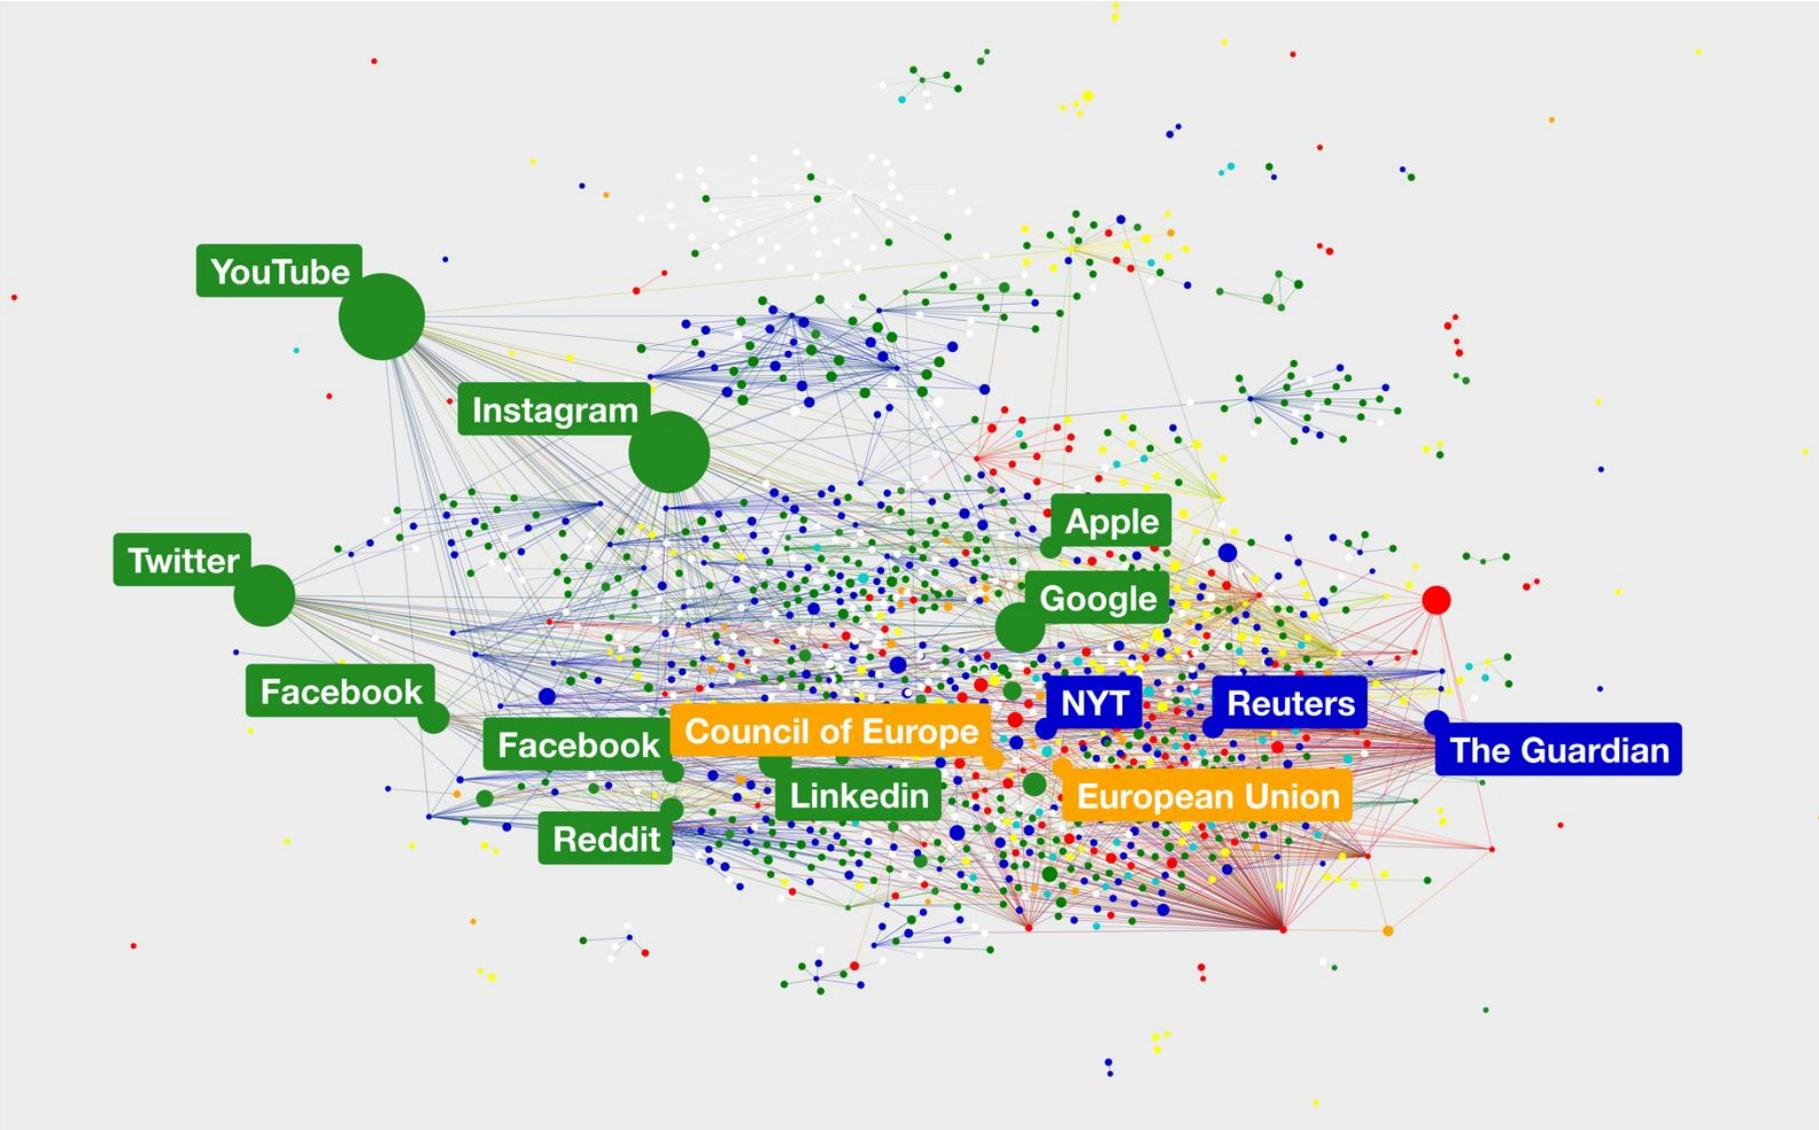 YouTube
Instagram
Apple
Twitter
Google
Facebook
NYT
Reuters
Council of Europe
Facebook
The Guardian
Linkedin
European Union
Reddit